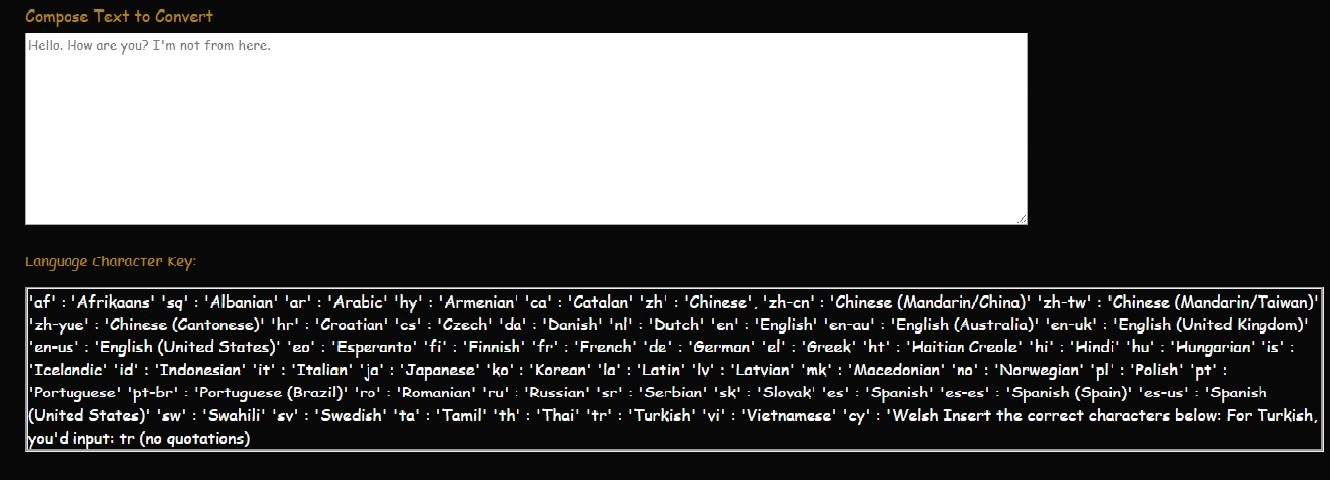 Compose Text to Convert
Hello. How are you? I'm not from here.
Language Character Key:
'af' : 'Afrikaans' 'sq' : 'Albanian' 'ar' : 'Arabic' 'hy' : 'Armenian' 'ca' : 'Catalan' 'zh' : 'Chinese', 'zh-cn' : 'Chinese (Mandarin/China)' 'zh-tw' : 'Chinese (Mandarin/Taiwan)'
'zh-yue' : 'Chinese (Cantonese)' 'hr' : 'Croatian' 'cs' : 'Czech' 'da' : 'Danish' 'nl' : 'Dutch' 'en' : 'English' 'en-au' : 'English (Australia)' 'en-uk' : 'English (United Kingdom)'
'en-us' : 'English (United States)' 'eo' : 'Esperanto' 'fi' : 'Finnish' 'fr' : 'French' 'de' : 'German' 'el' : 'Greek' 'ht' : 'Haitian Creole' 'hi' : 'Hindi' 'hu' : 'Hungarian' 'is' :
'Icelandic' 'id' : 'Indonesian' 'it' : 'Italian' 'ja' : 'Japanese' 'ko' : 'Korean' 'la' : 'Latin' 'lv' : 'Latvian' 'mk' : 'Macedonian' 'no' : 'Norwegian' 'pl' : 'Polish' 'pt' :
'Portuguese' 'pt-br' : 'Portuguese (Brazil)' 'ro' : 'Romanian' 'ru' : 'Russian' 'sr' : 'Serbian' 'sk' : 'Slovak' 'es' : 'Spanish' 'es-es' : 'Spanish (Spain)' 'es-us' : 'Spanish
(United States)' 'sw' : 'Swahili' 'sv' : 'Swedish' 'ta' : 'Tamil' 'th' : 'Thai' 'tr' : 'Turkish' 'vi' : 'Vietnamese' 'cy' : 'Welsh Insert the correct characters below: For Turkish,
you'd input: tr (no quotations)